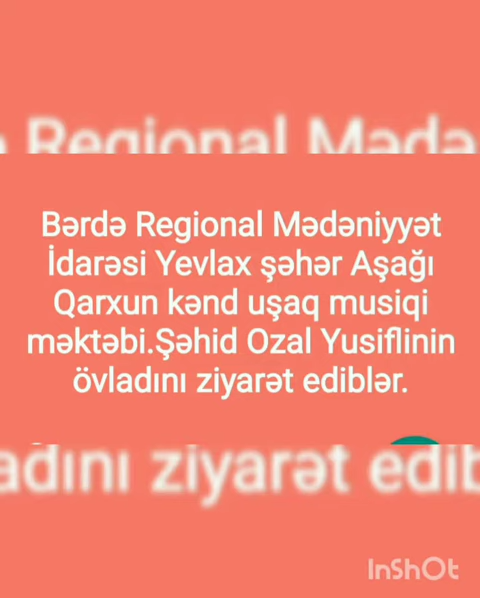 Regional Məda
Bərdə Regional Mədəniyyət
İdarəsi Yevlax şəhər Aşağı
Qarxun kənd uşaq musiqi
məktəbi.Şəhid Ozal Yusiflinin
övladını ziyarət ediblər.
adını ziyarət edib
InShOt